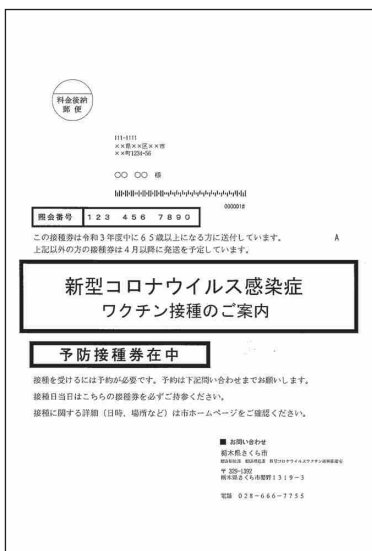 料金後納
郵便
111-1111
××県××区××市
××町1234-56
○○ ○○ 様
000001#
照会番号 123 456 7890
この接種券は令和3年度中に65歳以上になる方に送付しています。 A
上記以外の方の接種券は4月以降に発送を予定しています。
新型コロナウイルス感染症
ワクチン接種のご案内
予防接種券在中
接種を受けるには予約が必要です。予約は下記問い合わせまでお願いします。
接種日当日はこちらの接種券を必ずご持参ください。
接種に関する詳細(日時、場所など)は市ホームページをご確認ください。
■ お問い合わせ
栃木県さくら市
〒 329-1392
栃木県さくら市櫻野1319-3
電話 028-666-7755